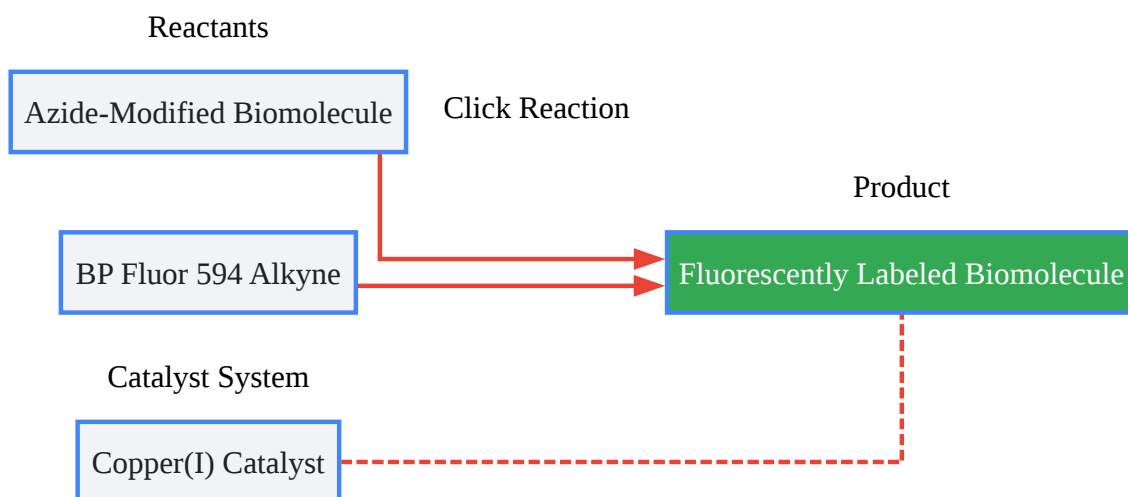 Reactants
Azide-Modified Biomolecule
Click Reaction
Product
BP Fluor 594 Alkyne
Fluorescently Labeled Biomolecule
Catalyst System
Copper(I) Catalyst